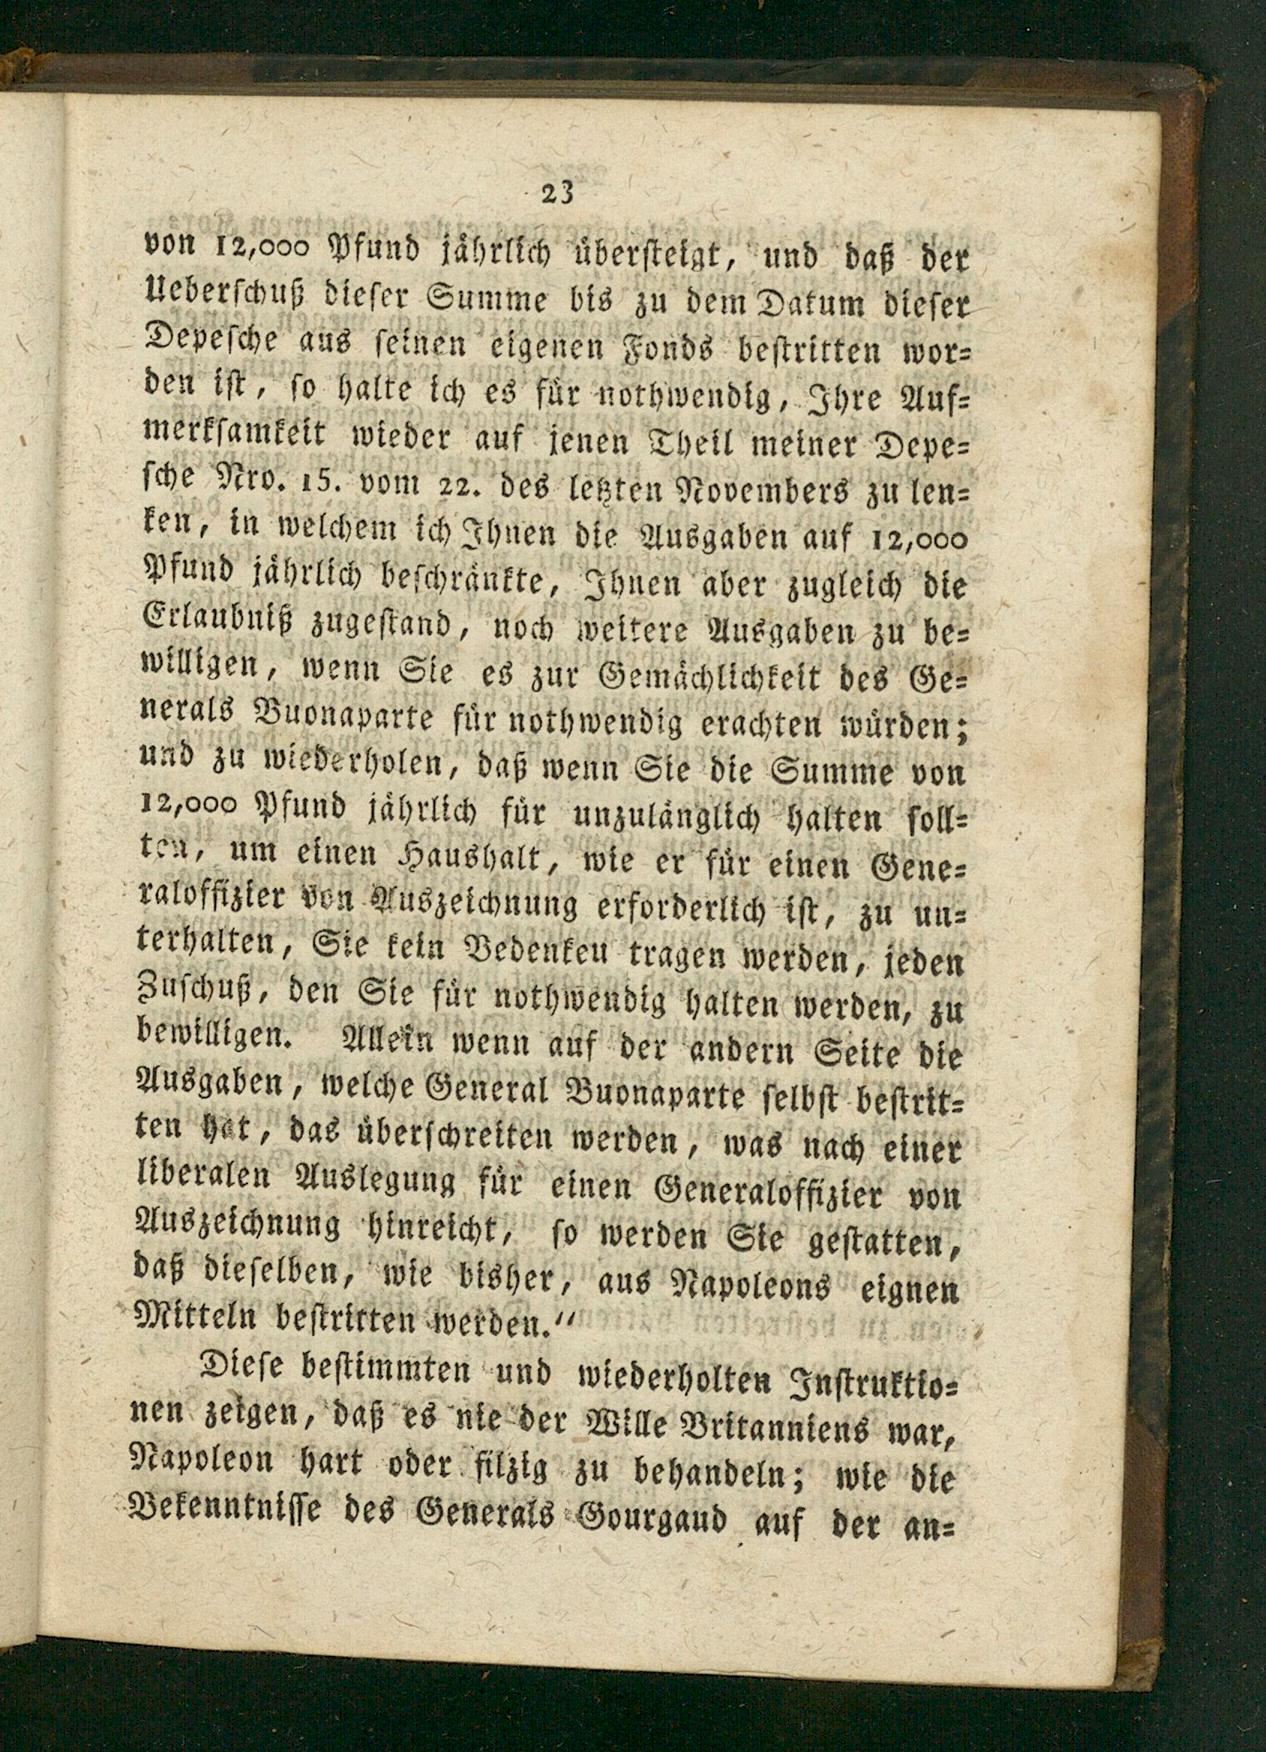 23
von 12,000 Pfund jährlich übersteigt, und daß der
Ueberschuß dieser Summe bis zu dem Datum dieser
Depesche aus seinen eigenen Fonds bestritten wor=
den ist, so halte ich es für nothwendig, Ihre Auf=
merksamkeit wieder auf jenen Theil meiner Depe=
sche Nro. 15. vom 22. des letzten Novembers zu len=
ken, in welchem ich Ihnen die Ausgaben auf 12,000
Pfund jährlich beschränkte, Ihnen aber zugleich die
Erlaubniß zugestand, noch weitere Ausgaben zu be=
willigen, wenn Sie es zur Gemächlichkeit des Ge=
nerals Buonaparte für nothwendig erachten würden;
und zu wiederholen, daß wenn Sie die Summe von
12,000 Pfund jährlich für unzulänglich halten soll=
ten, um einen Haushalt, wie er für einen Gene=
raloffizier von Auszeichnung erforderlich ist, zu un=
terhalten, Sie kein Bedenken tragen werden, jeden
Zuschuß, den Sie für nothwendig halten werden, zu
bewilligen. Allein wenn auf der andern Seite die
Ausgaben, welche General Buonaparte selbst bestrit=
ten hat, das überschreiten werden, was nach einer
liberalen Auslegung für einen Generaloffizier von
Auszeichnung hinreicht, so werden Sie gestatten,
daß dieselben, wie bisher, aus Napoleons eignen
Mitteln bestritten werden.“
Diese bestimmten und wiederholten Instruktio=
nen zeigen, daß es nie der Wille Britanniens war,
Napoleon hart oder filzig zu behandeln; wie die
Bekenntnisse des Generals Gourgaud auf der an=